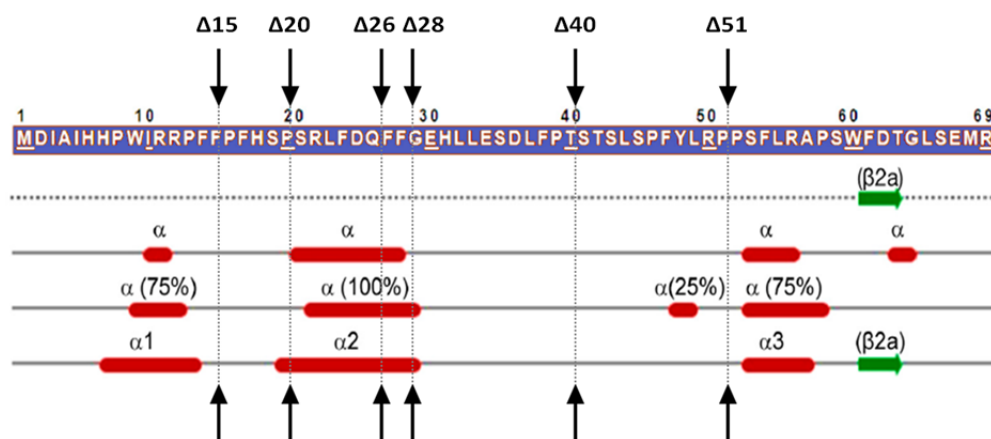 Δ15 Δ20 Δ26 Δ28 Δ40 Δ51
1 10 20 30 40 50 60 69
MDIAIHHPWIRRPFFPFHSPSRLFDQFFGEHLLESDLFPTSTSLSPFYLRPPSFLRAPSWFDTGLSEMR
(β2a)
α α α α
α (75%) α (100%) α(25%) α (75%)
α1 α2 α3 (β2a)